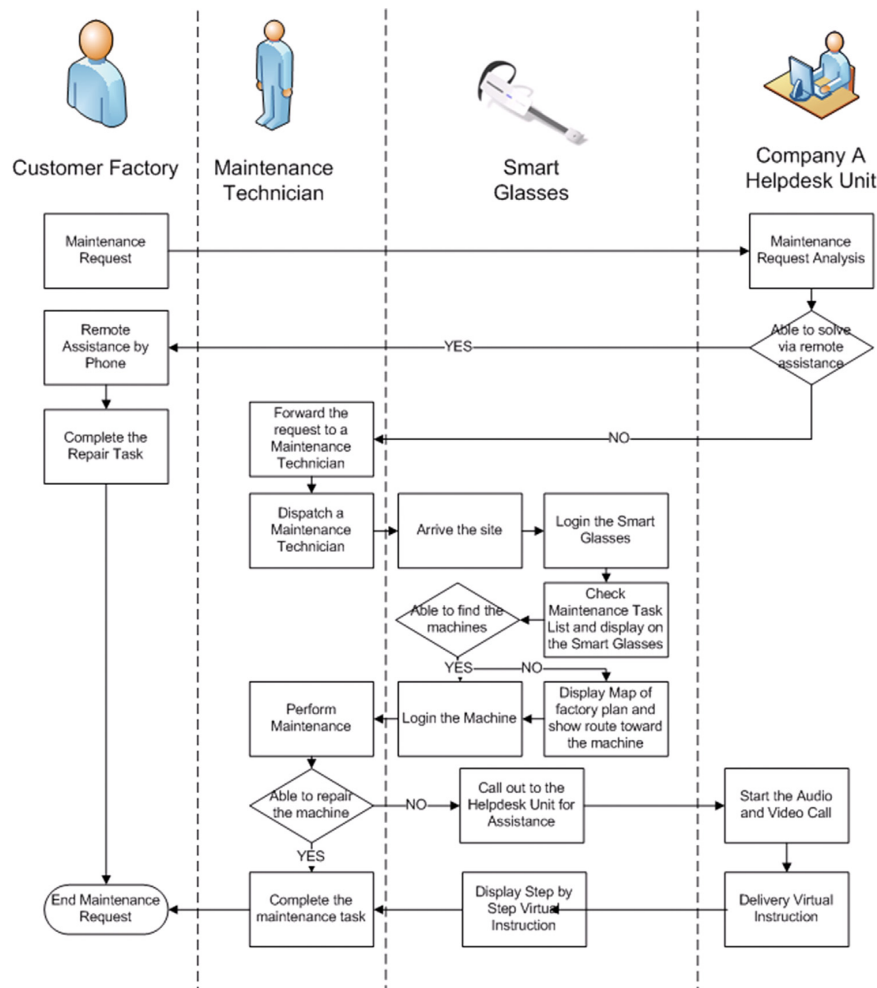 Customer Factory
Maintenance
Technician
Smart
Glasses
Company A
Helpdesk Unit
Maintenance
Request
Maintenance
Request Analysis
Remote
Assistance by
Phone
YES
Able to solve
via remote
assistance
Complete the
Repair Task
Forward the
request to a
Maintenance
Technician
NO
Dispatch a
Maintenance
Technician
Arrive the site
Login the Smart
Glasses
Able to find the
machines
Check
Maintenance Task
List and display on
the Smart Glasses
YES
NO
Perform
Maintenance
Login the Machine
Display Map of
factory plan and
show route toward
the machine
Able to repair
the machine
NO
Call out to the
Helpdesk Unit for
Assistance
Start the Audio
and Video Call
YES
End Maintenance
Request
Complete the
maintenance task
Display Step by
Step Virtual
Instruction
Delivery Virtual
Instruction